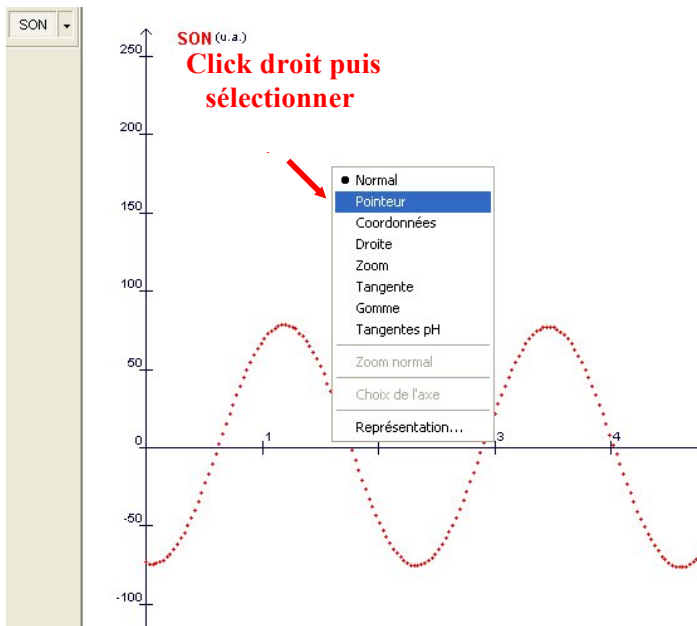 SON
SON (u.a.)
Click droit puis
sélectionner
250
200
150
100
50
0
-50
-100
1
3
4
Normal
Pointeur
Coordonnées
Droite
Zoom
Tangente
Gomme
Tangentes pH
Zoom normal
Choix de l'axe
Représentation...